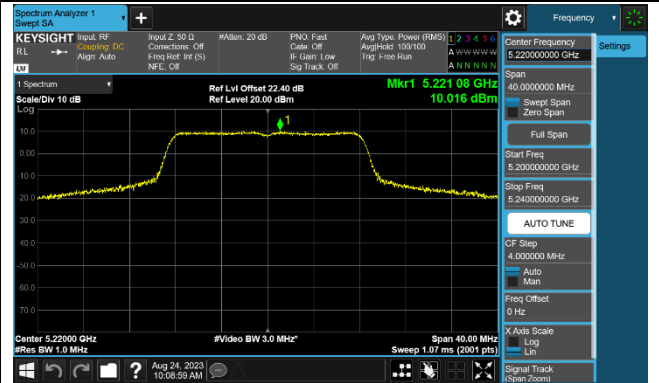 Spectrum Analyzer 1
Swept SA
Frequency
KEYSIGHT
RL
LXI
Input: RF
Coupling: DC
Align: Auto
Input Z: 50 Ω
Corrections: Off
Freq Ref: Int (S)
NFE: Off
#Atten: 20 dB
PNO: Fast
Gate: Off
IF Gain: Low
Sig Track: Off
Avg Type: Power (RMS)
Avg|Hold: 100/100
Trig: Free Run
1 2 3 4 5 6
A W W W W W
A N N N N N
Center Frequency
5.220000000 GHz
Settings
Span
40.0000000 MHz
Swept Span
Zero Span
Full Span
Start Freq
5.200000000 GHz
Stop Freq
5.240000000 GHz
AUTO TUNE
CF Step
4.000000 MHz
Auto
Man
Freq Offset
0 Hz
X Axis Scale
Log
Lin
Signal Track
(Span Zoom)
1 Spectrum
Scale/Div 10 dB
Log
Ref Lvl Offset 22.40 dB
Ref Level 20.00 dBm
Mkr1 5.221 08 GHz
10.016 dBm
1
10.0
0.00
-10.0
-20.0
-30.0
-40.0
-50.0
-60.0
-70.0
Center 5.22000 GHz
#Res BW 1.0 MHz
#Video BW 3.0 MHz*
Span 40.00 MHz
Sweep 1.07 ms (2001 pts)
Aug 24, 2023
10:08:59 AM